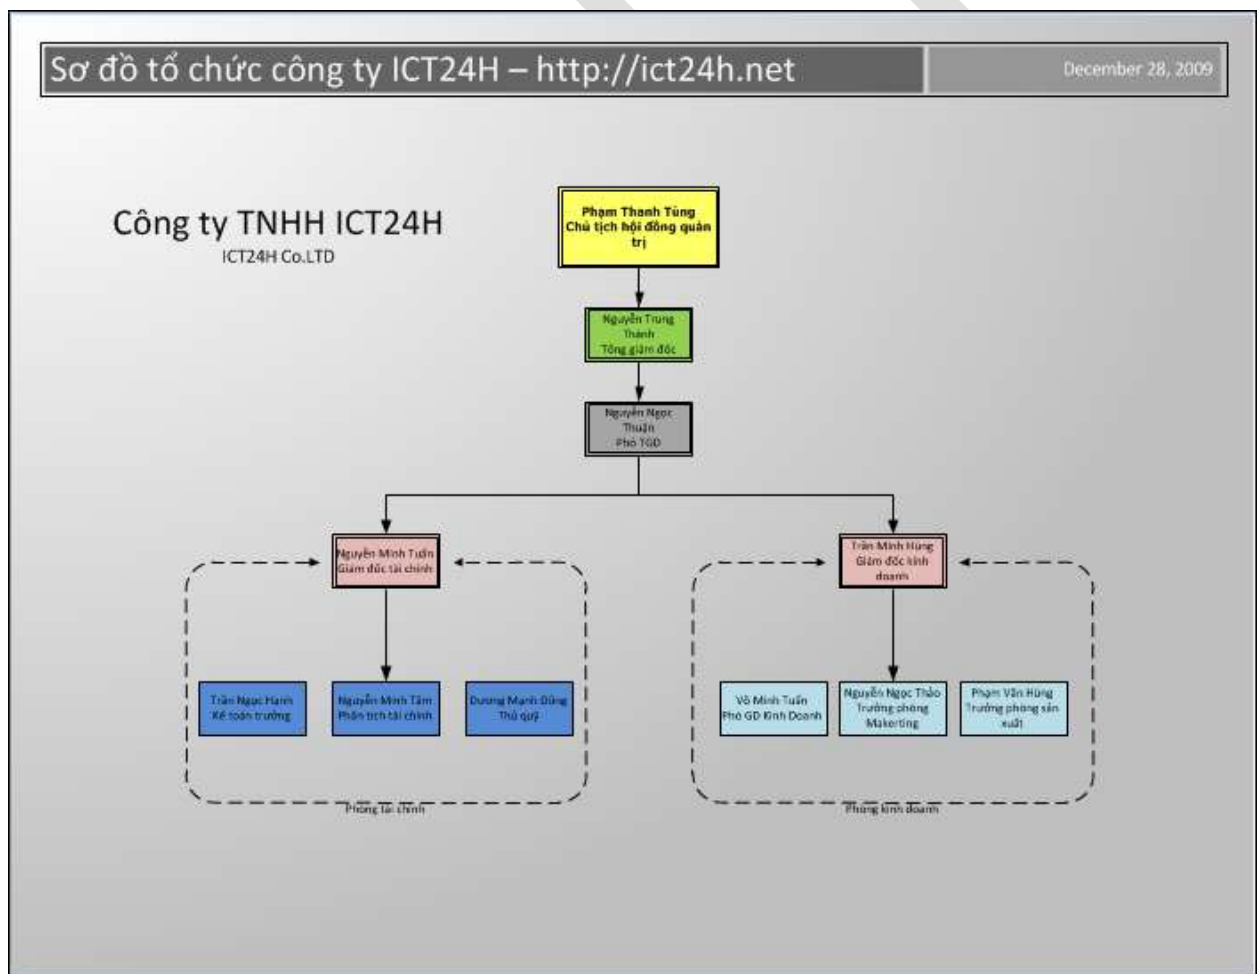 Sơ đồ tổ chức công ty ICT24H – http://ict24h.net
December 28, 2009
Công ty TNHH ICT24H
ICT24H Co.LTD
Phạm Thanh Tùng
Chủ tịch hội đồng quản
trị
Nguyễn Trung
Thành
Tổng giám đốc
Nguyễn Ngọc
Thuận
Phó TGD
Nguyễn Minh Tuấn
Giám đốc tài chính
Trần Minh Hùng
Giám đốc kinh
doanh
Trần Ngọc Hạnh
Kế toán trưởng
Nguyễn Minh Tâm
Phân tích tài chính
Dương Mạnh Dũng
Thủ quỹ
Võ Minh Tuấn
Phó GD Kinh Doanh
Nguyễn Ngọc Thảo
Trưởng phòng
Makerting
Phạm Văn Hùng
Trưởng phòng sản
xuất
Phòng tài chính
Phòng kinh doanh